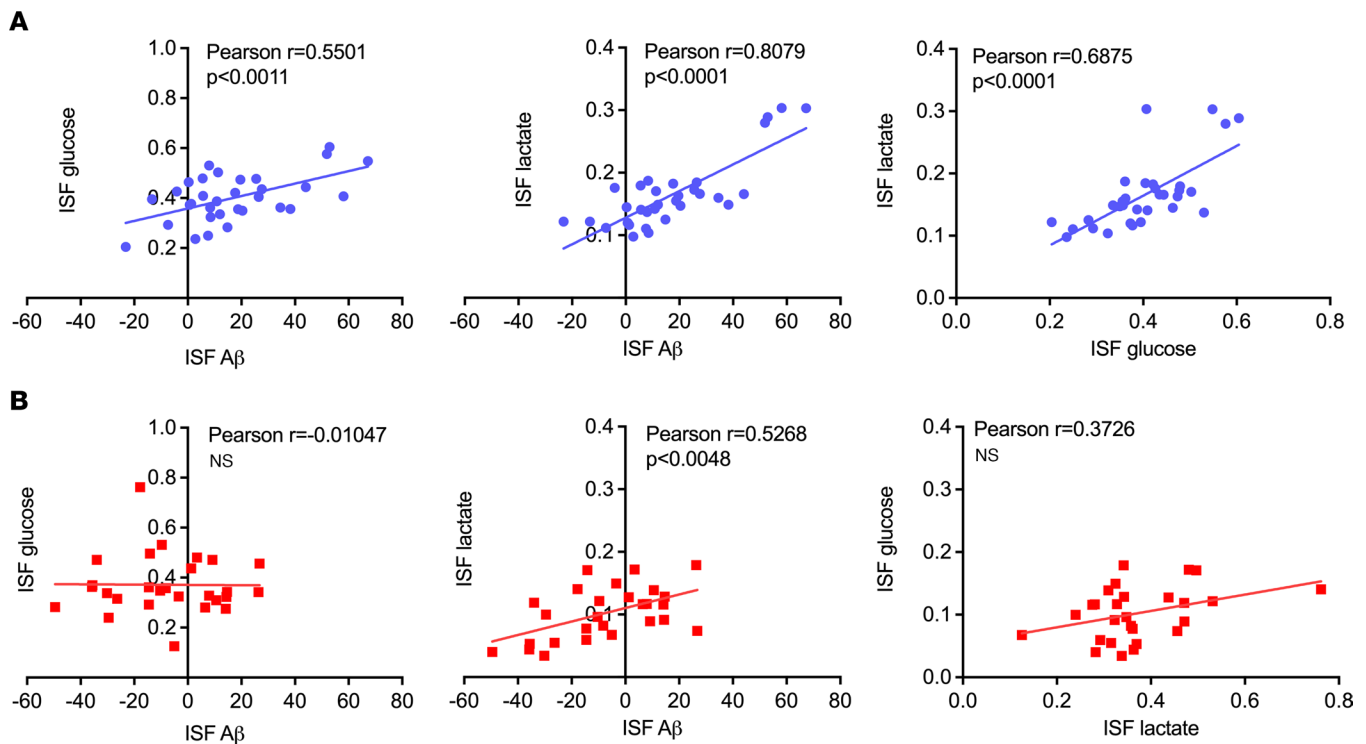 A
Pearson r=0.5501
p<0.0011
ISF glucose
1.0
0.8
0.6
0.4
0.2
-60 -40 -20 0 20 40 60 80
ISF Aβ
Pearson r=0.8079
p<0.0001
ISF lactate
0.4
0.3
0.2
0.1
-60 -40 -20 0 20 40 60 80
ISF Aβ
Pearson r=0.6875
p<0.0001
ISF lactate
0.4
0.3
0.2
0.1
0.0
0.0 0.2 0.4 0.6 0.8
ISF glucose
B
Pearson r=-0.01047
NS
ISF glucose
1.0
0.8
0.6
0.4
0.2
-60 -40 -20 0 20 40 60 80
ISF Aβ
Pearson r=0.5268
p<0.0048
ISF lactate
0.4
0.3
0.2
0.1
-60 -40 -20 0 20 40 60 80
ISF Aβ
Pearson r=0.3726
NS
ISF glucose
0.4
0.3
0.2
0.1
0.0
0.0 0.2 0.4 0.6 0.8
ISF lactate